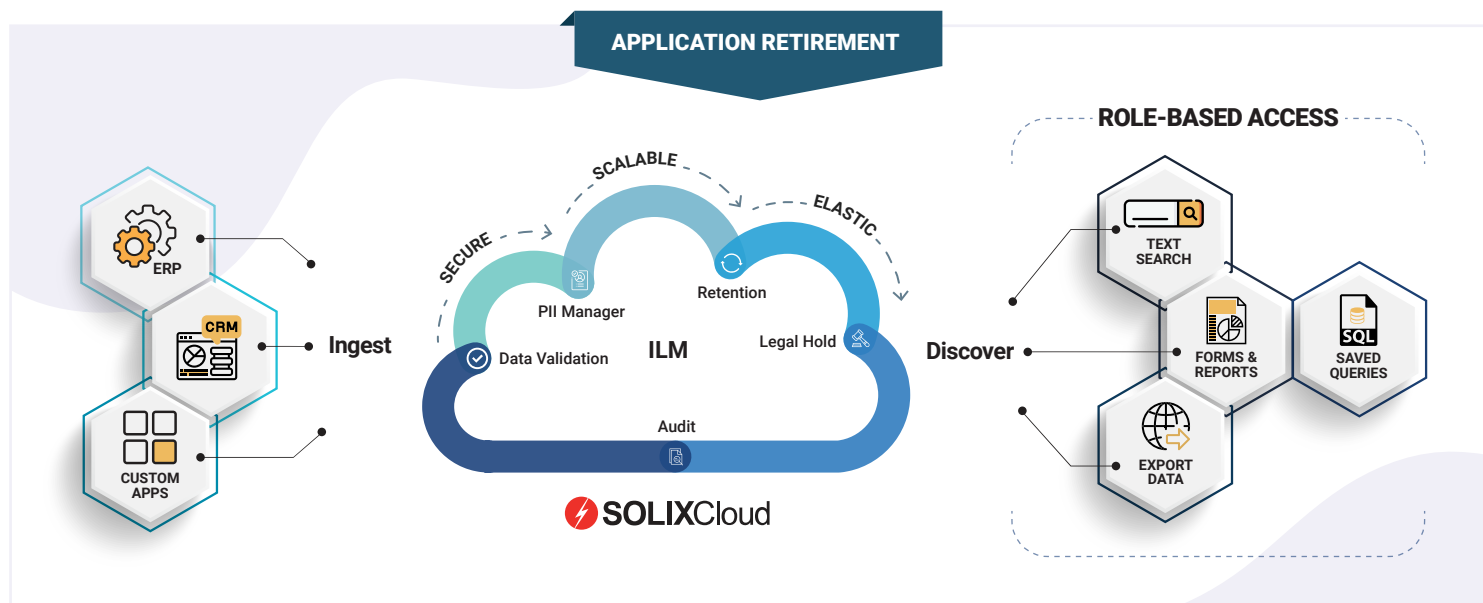 APPLICATION RETIREMENT
ERP
CRM
CUSTOM
APPS
Ingest
SECURE
SCALABLE
ELASTIC
PII Manager
Retention
Data Validation
ILM
Legal Hold
Audit
SOLIXCloud
Discover
ROLE-BASED ACCESS
TEXT
SEARCH
FORMS &
REPORTS
SQL
SAVED
QUERIES
EXPORT
DATA